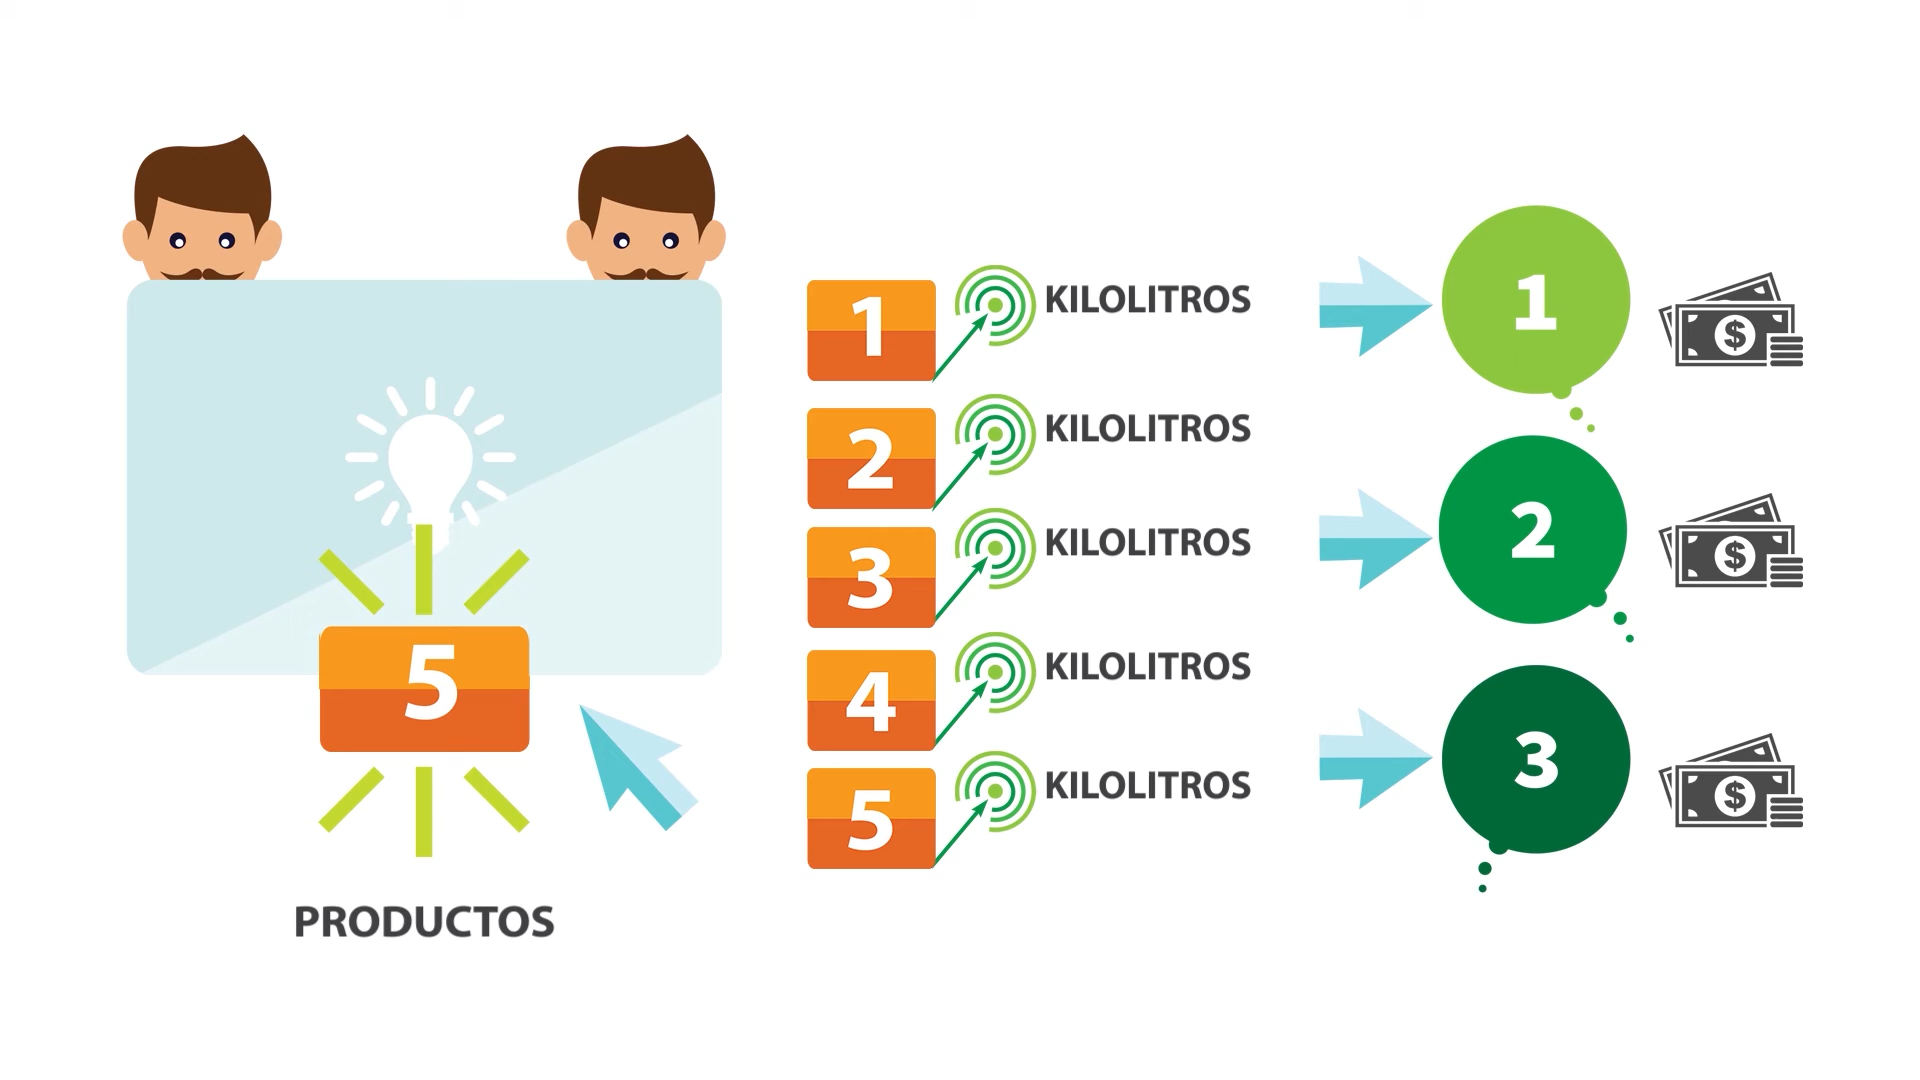 5
PRODUCTOS
1 KILOLITROS
2 KILOLITROS
3 KILOLITROS
4 KILOLITROS
5 KILOLITROS
1 $
2 $
3 $